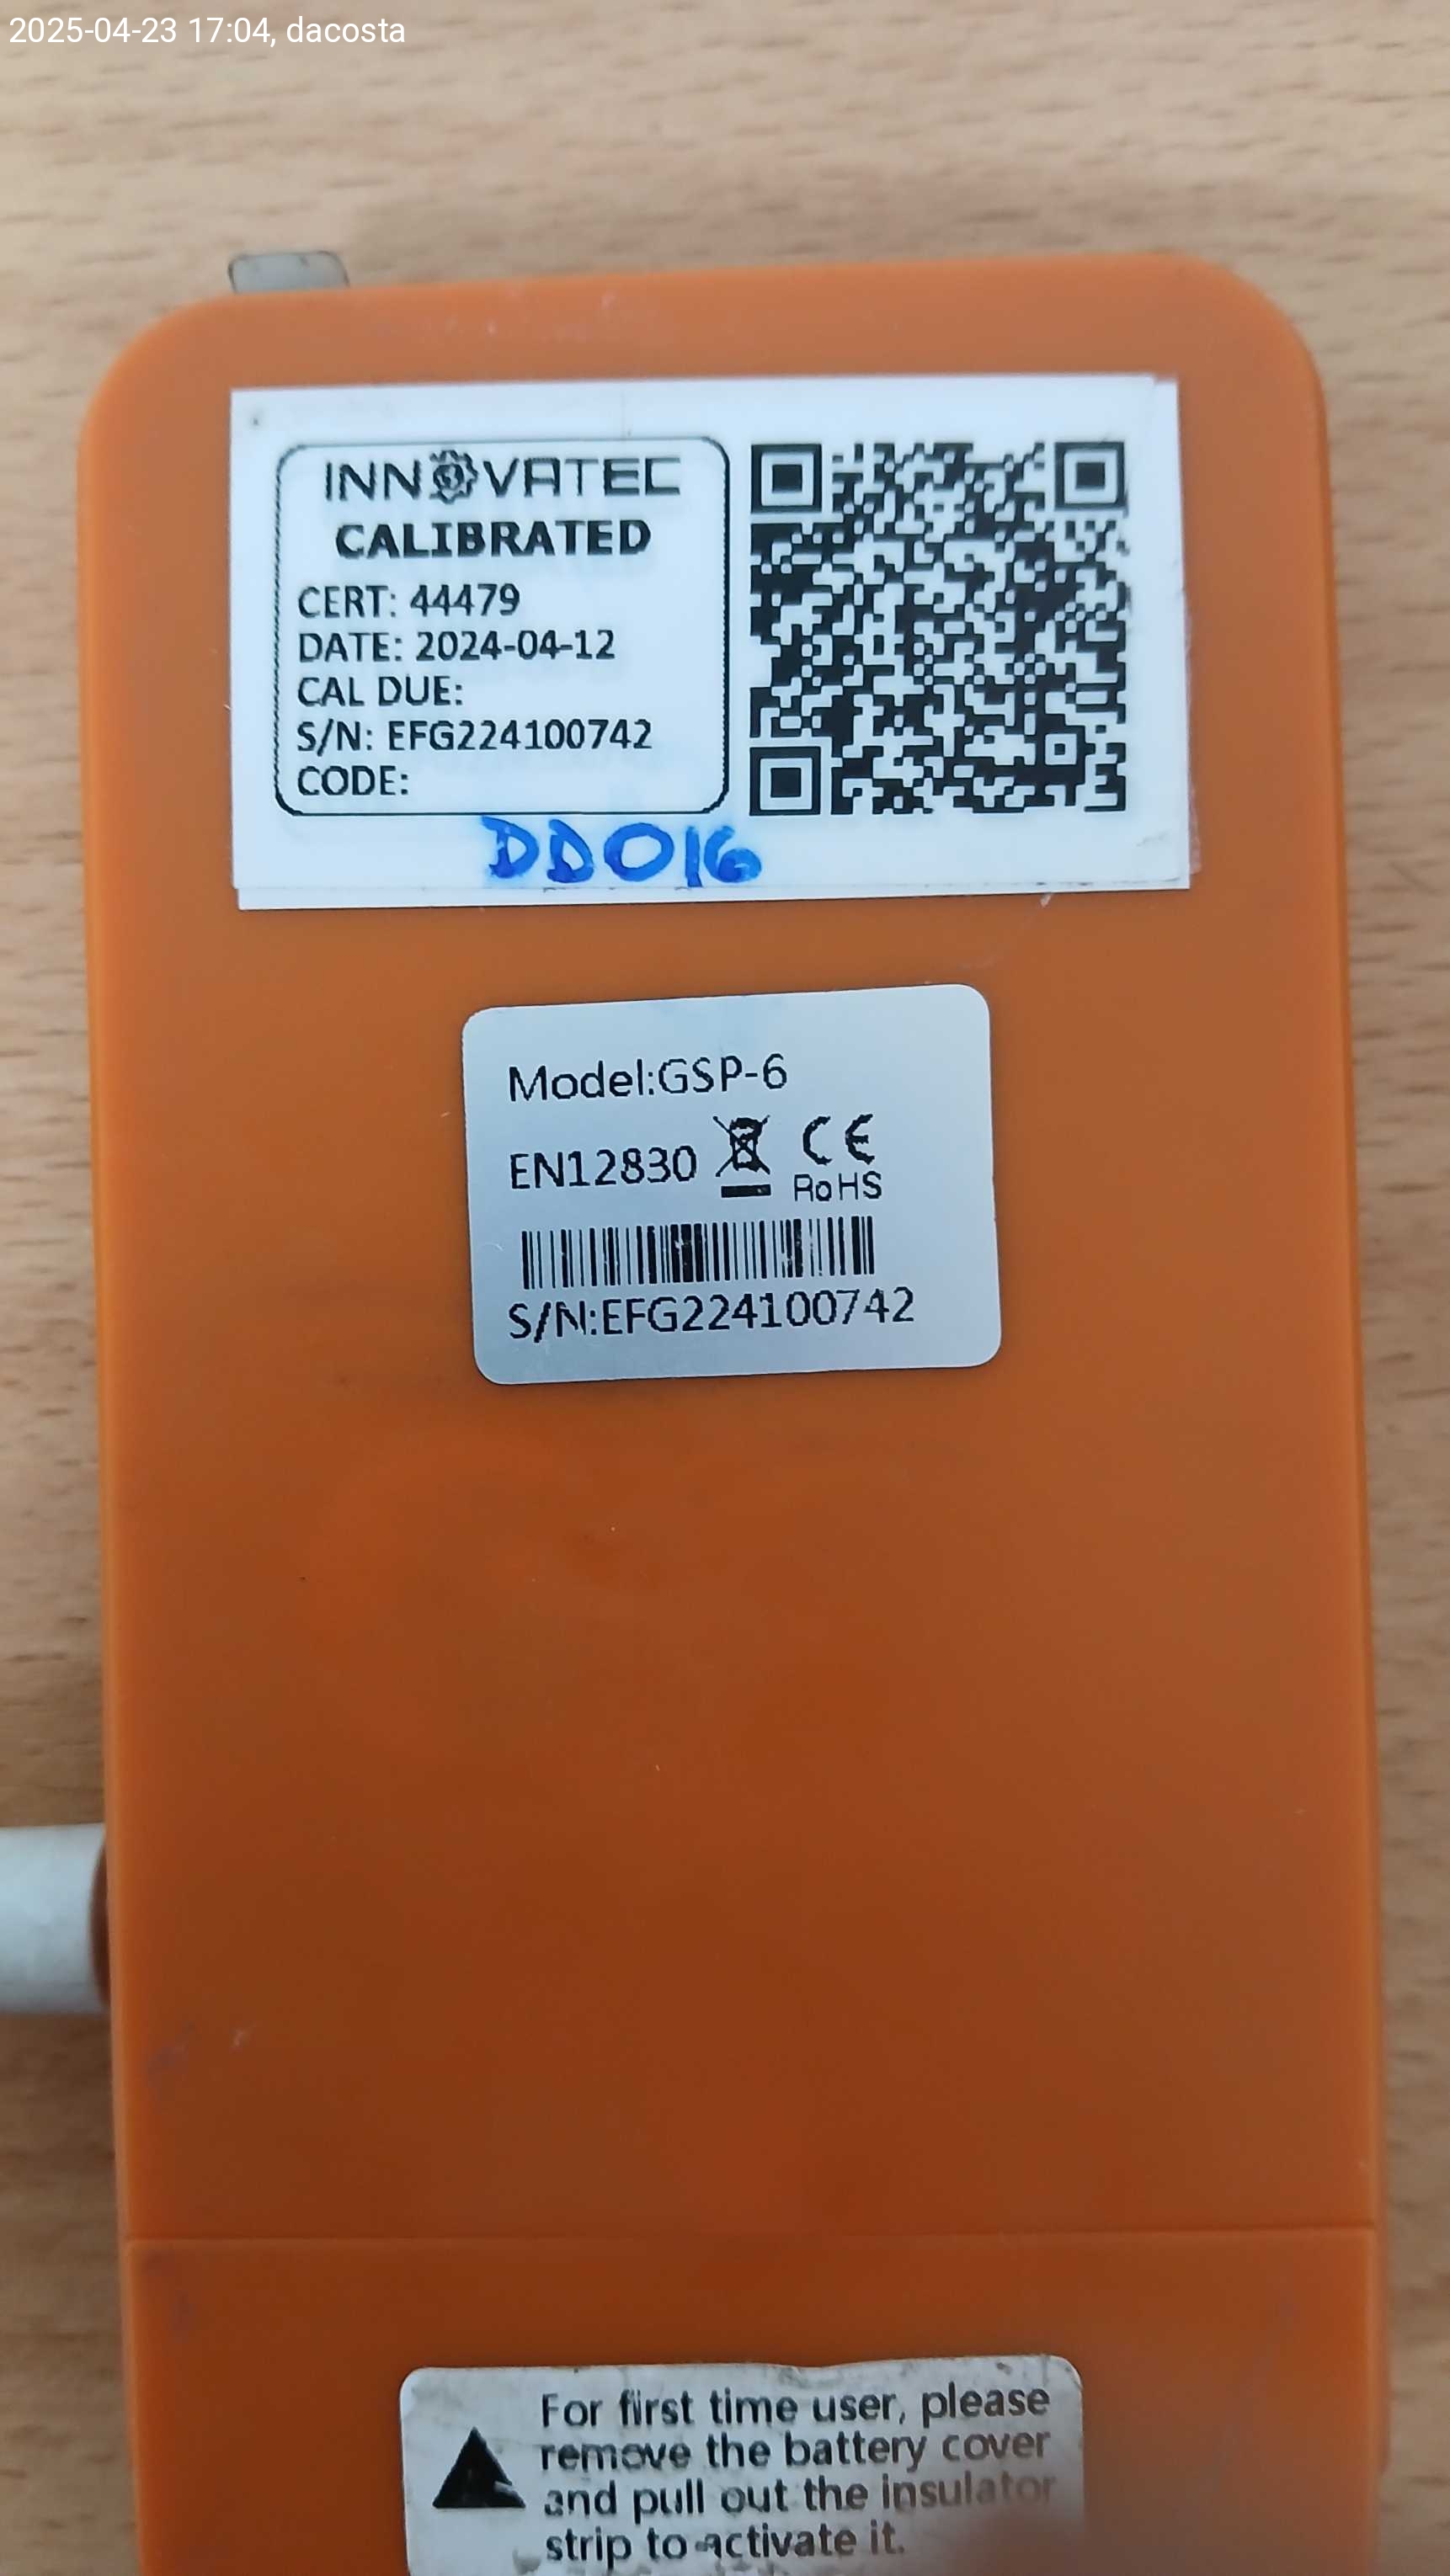 2025-04-23 17:04, dacosta
INNOVATEC
CALIBRATED
CERT: 44479
DATE: 2024-04-12
CAL DUE:
S/N: EFG224100742
CODE:
DD016
Model:GSP-6
EN12830 CE
RoHS
S/N:EFG224100742
For first time user, please
remove the battery cover
and pull out the insulator
strip to activate it.